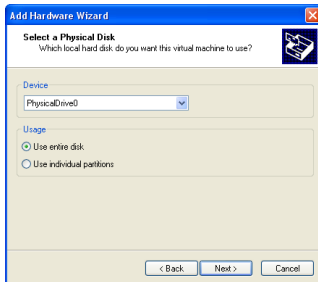 Add Hardware Wizard
Select a Physical Disk
Which local hard disk do you want this virtual machine to use?
Device
PhysicalDrive0
Usage
Use entire disk
Use individual partitions
< Back
Next >
Cancel